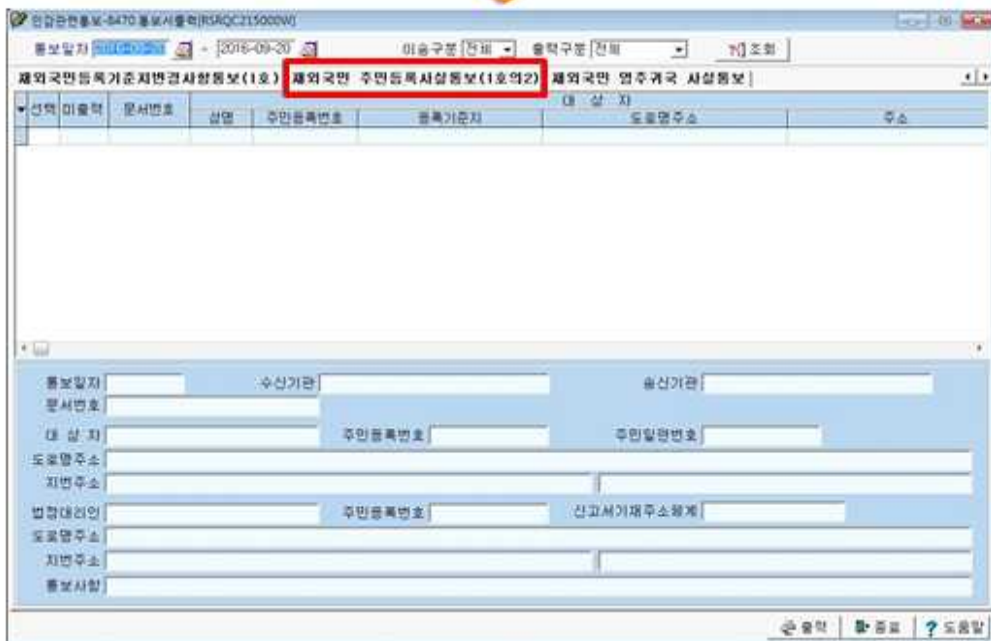 인감관련통보-8470 통보서출력[RSRQC215000W]
통보일자 2016-09-20 - 2016-09-20 이송구분 전체 출력구분 전체 조회
재외국민등록기준지변경사항통보(1호) 재외국민 주민등록사실통보(1호의2) 재외국민 영주귀국 사실통보
대 상 자
선택 미출력 문서번호 성명 주민등록번호 등록기준지 도로명주소 주소
통보일자 수신기관 송신기관
문서번호
대 상 자 주민등록번호 주민일련번호
도로명주소
지번주소
법정대리인 주민등록번호 신고서기재주소체계
도로명주소
지번주소
통보사항
출력 종료 ? 도움말